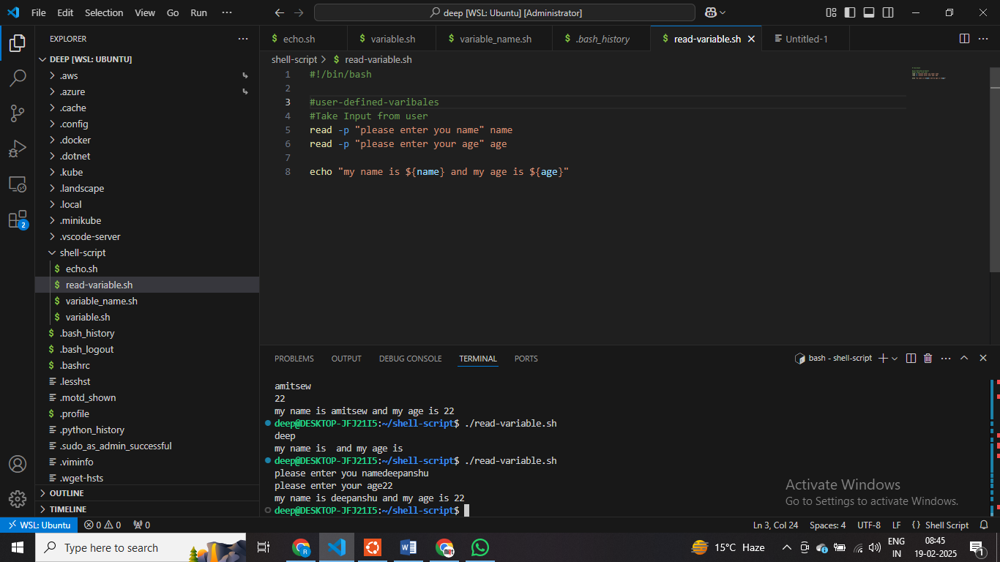 File Edit Selection View Go Run ···
deep [WSL: Ubuntu] [Administrator]
EXPLORER ···
DEEP [WSL: UBUNTU]
.aws
.azure
.cache
.config
.docker
.dotnet
.kube
.landscape
.local
.minikube
.vscode-server
shell-script
$ echo.sh
$ read-variable.sh
$ variable_name.sh
$ variable.sh
$ .bash_history
$ .bash_logout
$ .bashrc
.lesshst
.motd_shown
$ .profile
.python_history
.sudo_as_admin_successful
.viminfo
.wget-hsts
OUTLINE
TIMELINE
2
$ echo.sh $ variable.sh $ variable_name.sh $ .bash_history $ read-variable.sh Untitled-1 ···
shell-script > $ read-variable.sh
1 #!/bin/bash
2
3 #user-defined-varibales
4 #Take Input from user
5 read -p "please enter you name" name
6 read -p "please enter your age" age
7
8 echo "my name is ${name} and my age is ${age}"
PROBLEMS OUTPUT DEBUG CONSOLE TERMINAL PORTS bash - shell-script ···
amitsew
22
my name is amitsew and my age is 22
deep@DESKTOP-JFJ21I5:~/shell-script$ ./read-variable.sh
deep
my name is  and my age is
deep@DESKTOP-JFJ21I5:~/shell-script$ ./read-variable.sh
please enter you namedeepanshu
please enter your age22
my name is deepanshu and my age is 22
deep@DESKTOP-JFJ21I5:~/shell-script$
Activate Windows
Go to Settings to activate Windows.
WSL: Ubuntu 0 0 0 Ln 3, Col 24 Spaces: 4 UTF-8 LF {} Shell Script
Type here to search
15°C Haze
ENG
IN
08:45
19-02-2025
1